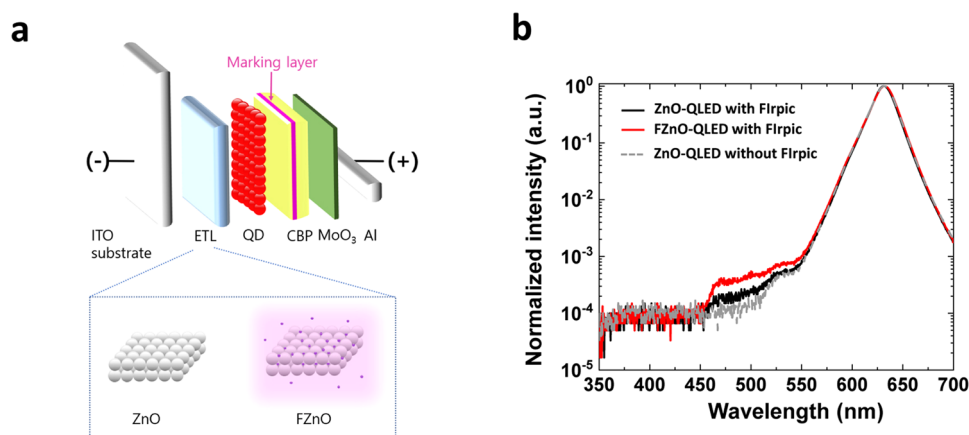 a
Marking layer
(-)
(+)
ITO
substrate
ETL
QD
CBP
MoO₃
Al
ZnO
FZnO
b
Normalized intensity (a.u.)
10⁰
10⁻¹
10⁻²
10⁻³
10⁻⁴
10⁻⁵
ZnO-QLED with FIrpic
FZnO-QLED with FIrpic
ZnO-QLED without FIrpic
350 400 450 500 550 600 650 700
Wavelength (nm)